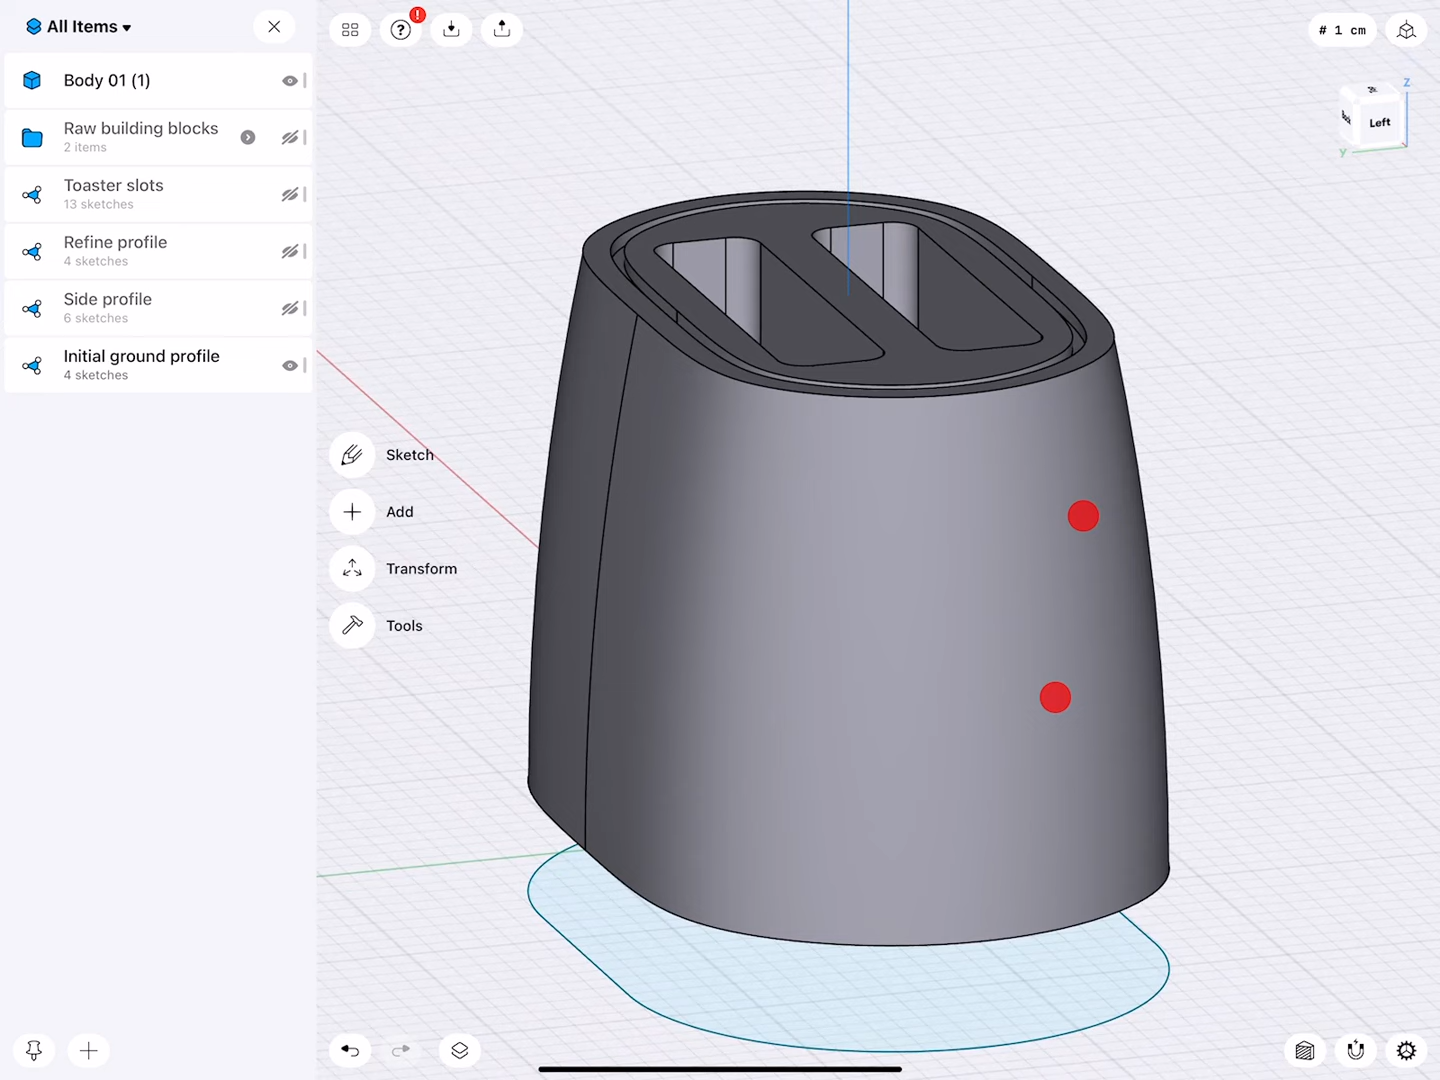 All Items
Body 01 (1)
Raw building blocks
2 items
Toaster slots
13 sketches
Refine profile
4 sketches
Side profile
6 sketches
Initial ground profile
4 sketches
Sketch
Add
Transform
Tools
# 1 cm
Z
Left
Back
Y